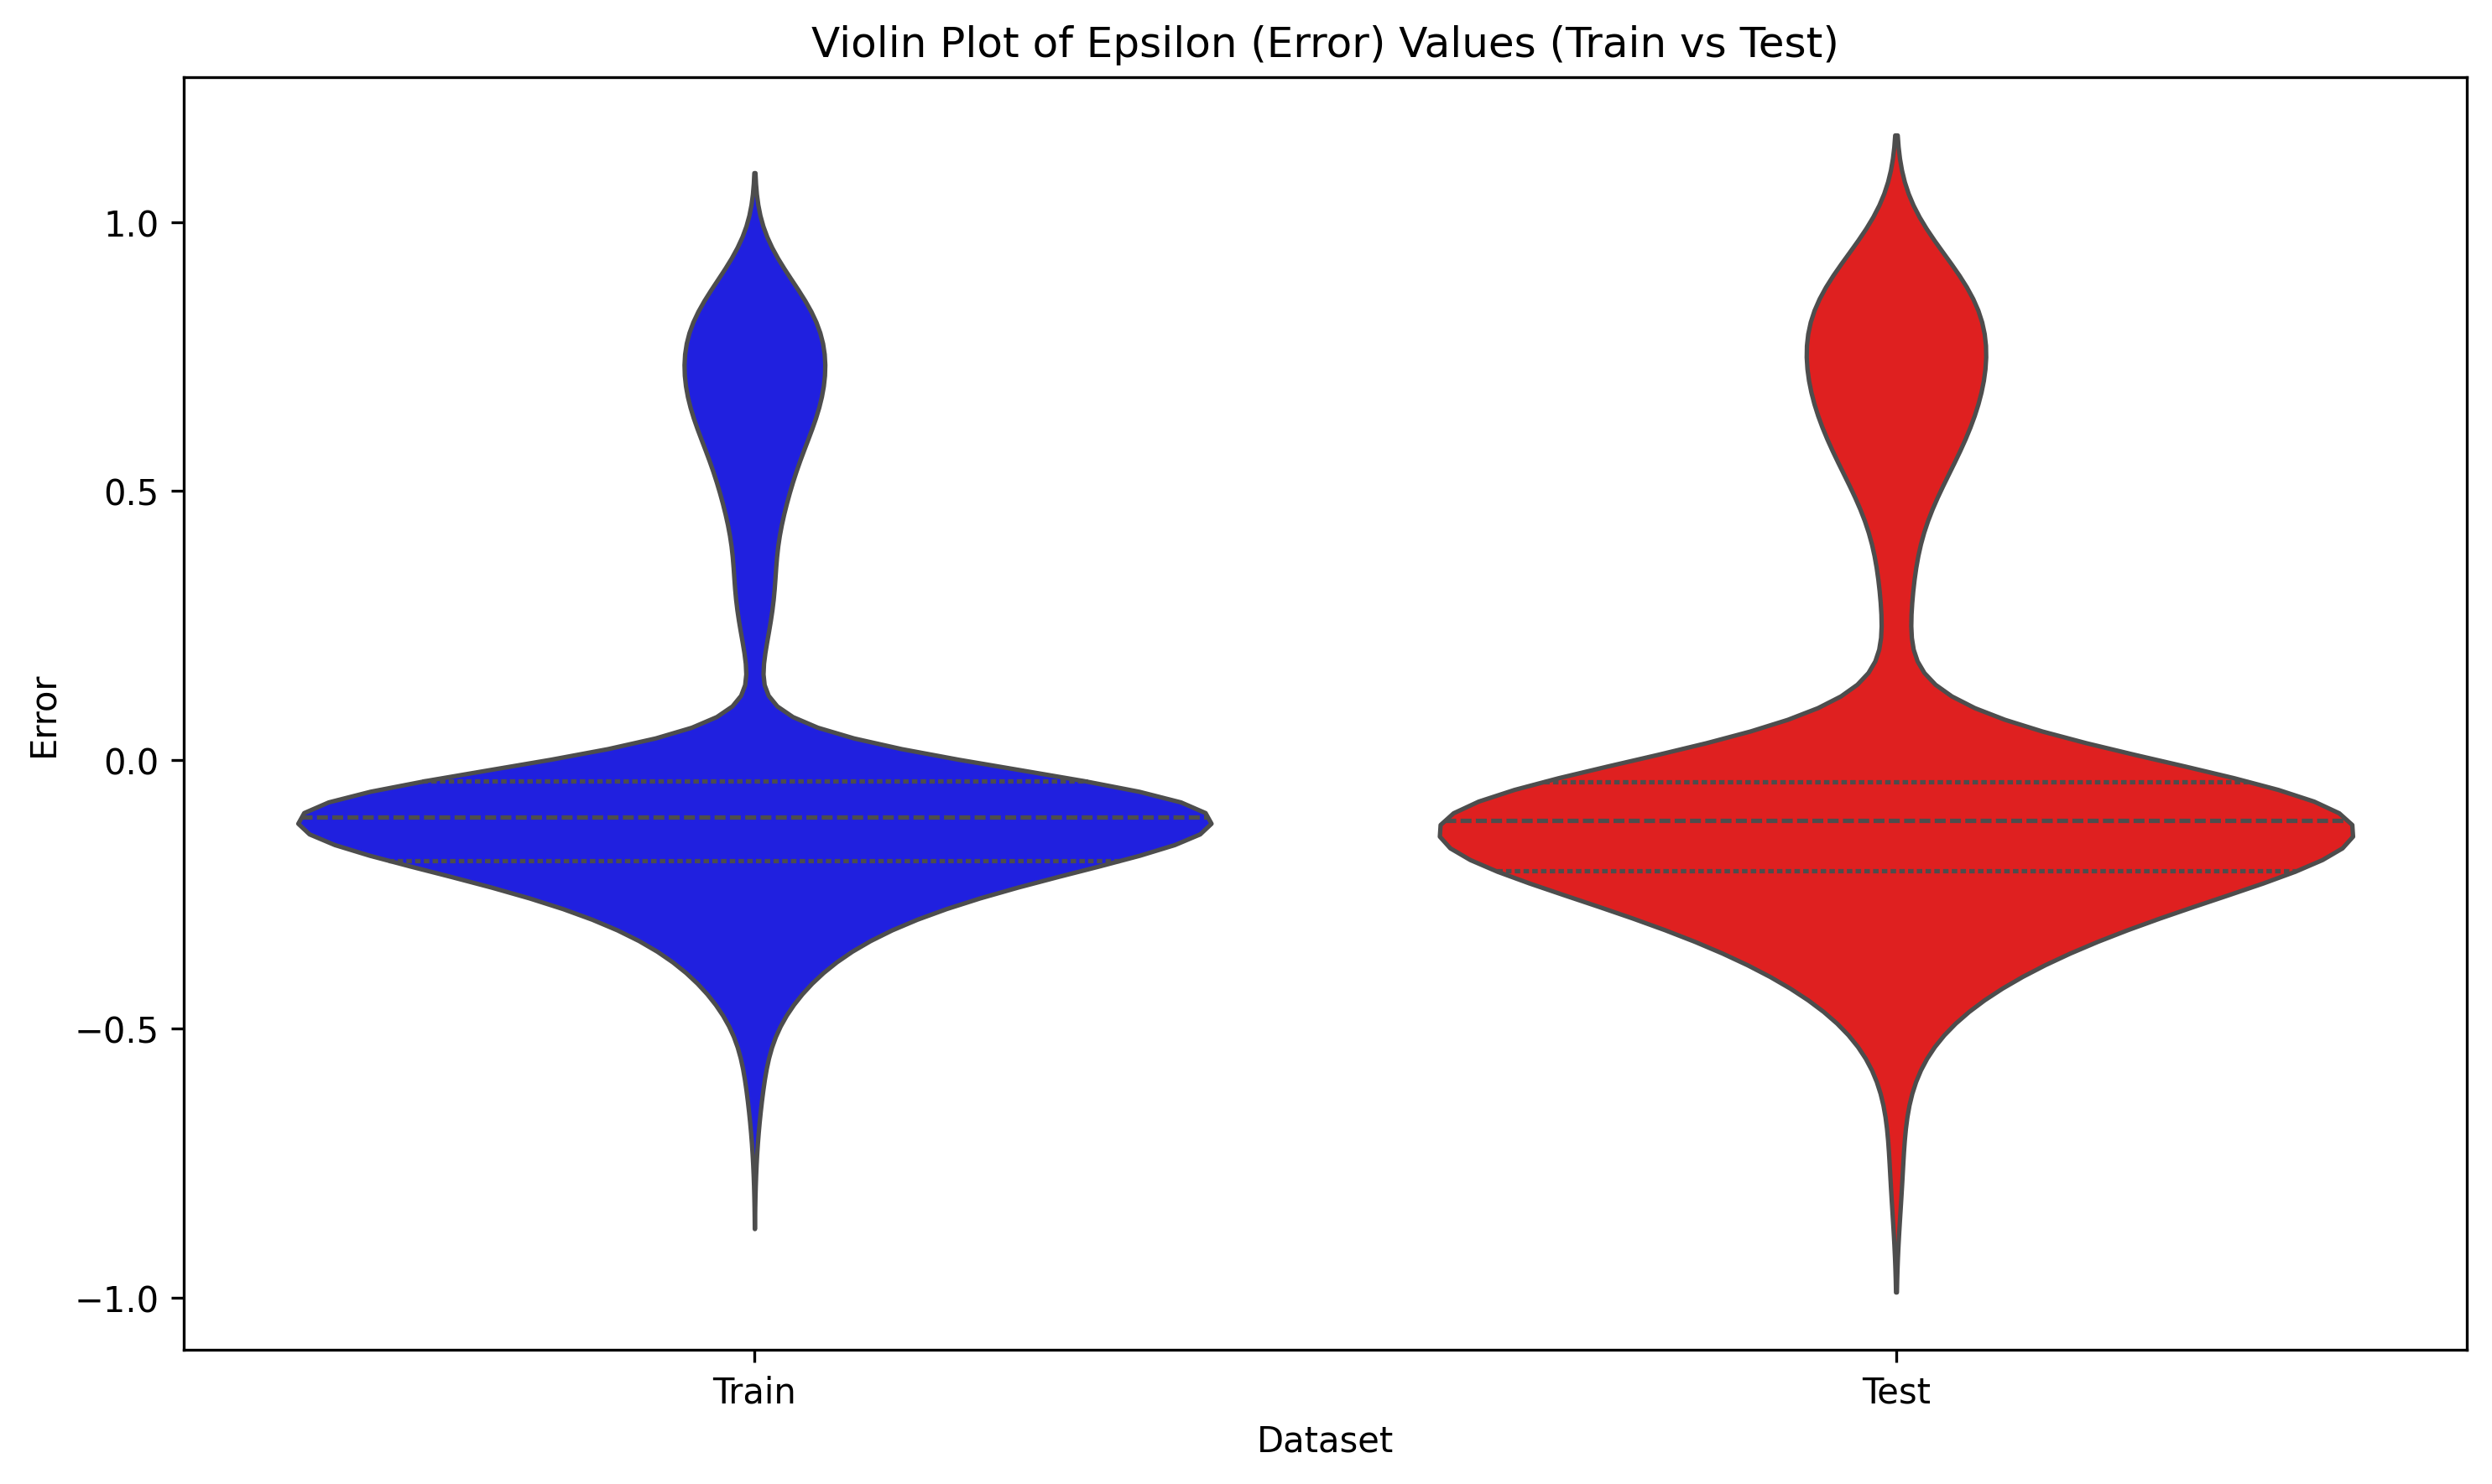 Violin Plot of Epsilon (Error) Values (Train vs Test)
1.0
0.5
0.0
−0.5
−1.0
Error
Train
Test
Dataset